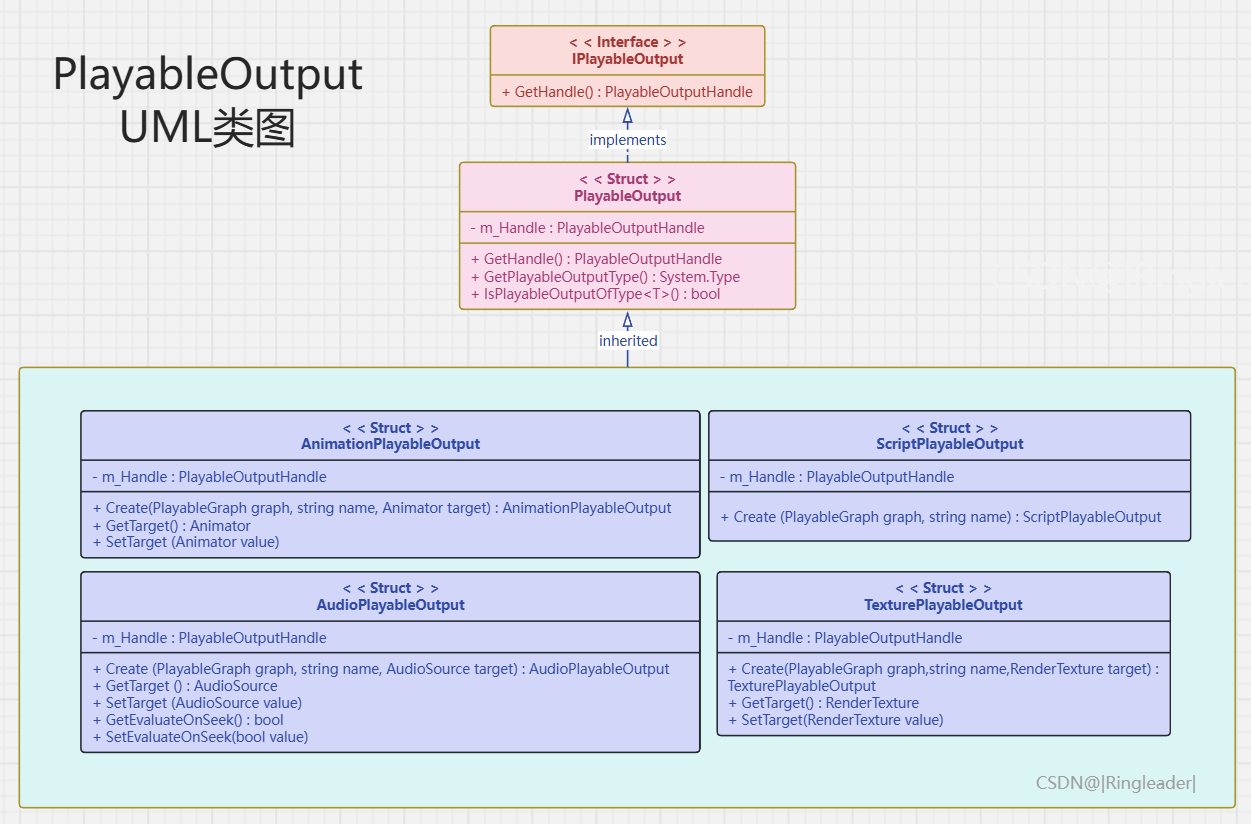 PlayableOutput
UML类图
< < Interface > >
IPlayableOutput
+ GetHandle() : PlayableOutputHandle
implements
< < Struct > >
PlayableOutput
- m_Handle : PlayableOutputHandle
+ GetHandle() : PlayableOutputHandle
+ GetPlayableOutputType() : System.Type
+ IsPlayableOutputOfType<T>() : bool
inherited
< < Struct > >
AnimationPlayableOutput
- m_Handle : PlayableOutputHandle
+ Create(PlayableGraph graph, string name, Animator target) : AnimationPlayableOutput
+ GetTarget() : Animator
+ SetTarget (Animator value)
< < Struct > >
ScriptPlayableOutput
- m_Handle : PlayableOutputHandle
+ Create (PlayableGraph graph, string name) : ScriptPlayableOutput
< < Struct > >
AudioPlayableOutput
- m_Handle : PlayableOutputHandle
+ Create (PlayableGraph graph, string name, AudioSource target) : AudioPlayableOutput
+ GetTarget () : AudioSource
+ SetTarget (AudioSource value)
+ GetEvaluateOnSeek() : bool
+ SetEvaluateOnSeek(bool value)
< < Struct > >
TexturePlayableOutput
- m_Handle : PlayableOutputHandle
+ Create(PlayableGraph graph,string name,RenderTexture target) :
TexturePlayableOutput
+ GetTarget() : RenderTexture
+ SetTarget(RenderTexture value)
CSDN@|Ringleader|